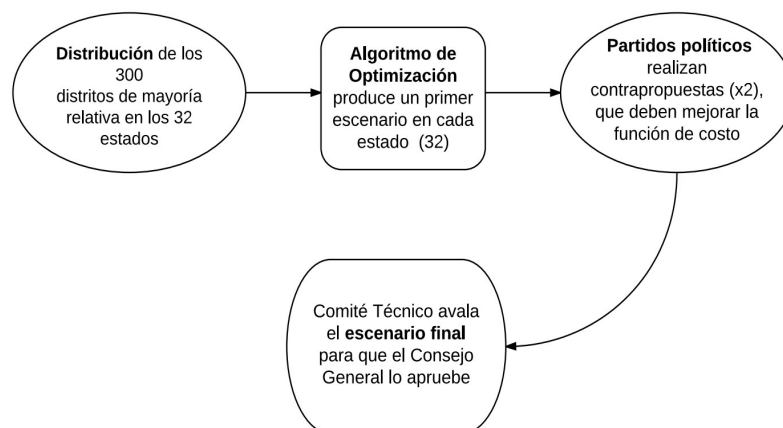 Distribución de los
300
distritos de mayoría
relativa en los 32
estados
Algoritmo de
Optimización
produce un primer
escenario en cada
estado (32)
Partidos políticos
realizan
contrapropuestas (x2),
que deben mejorar la
función de costo
Comité Técnico avala
el escenario final
para que el Consejo
General lo apruebe